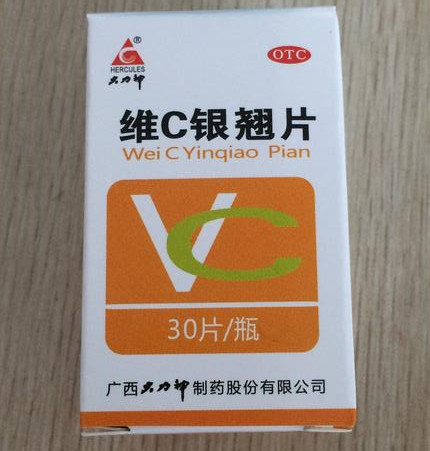 ®
HERCULES
大力神
OTC
维C银翘片
Wei C Yinqiao Pian
VC
30片/瓶
广西大力神制药股份有限公司